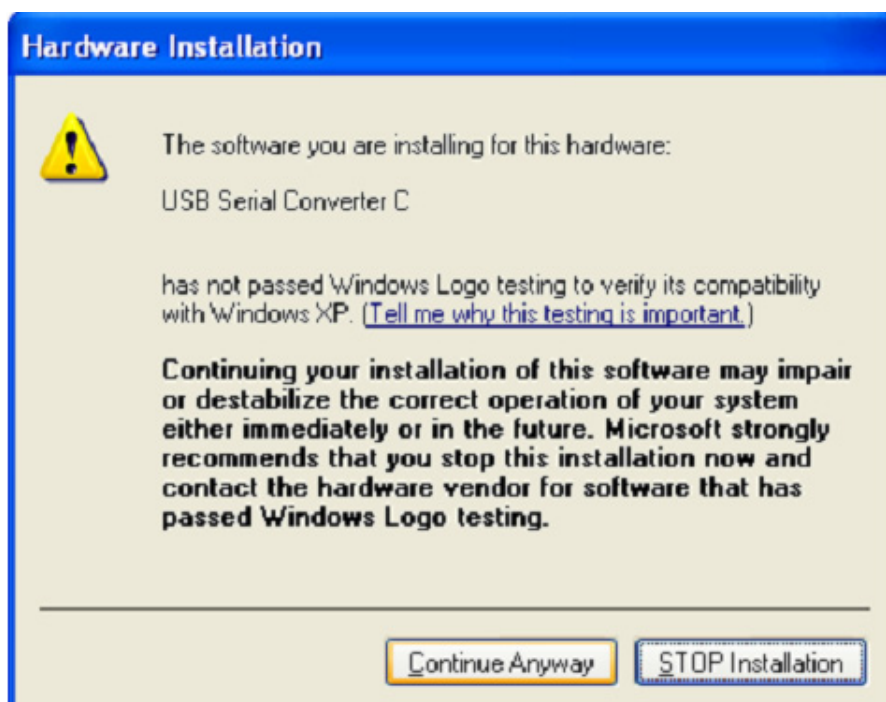 Hardware Installation
The software you are installing for this hardware:
USB Serial Converter C
has not passed Windows Logo testing to verify its compatibility
with Windows XP. (Tell me why this testing is important.)
Continuing your installation of this software may impair
or destabilize the correct operation of your system
either immediately or in the future. Microsoft strongly
recommends that you stop this installation now and
contact the hardware vendor for software that has
passed Windows Logo testing.
Continue Anyway
STOP Installation